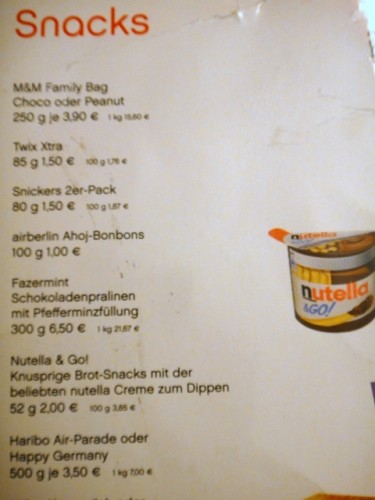 Snacks
M&M Family Bag
Choco oder Peanut
250 g je 3,90 € 1 kg 15,60 €
Twix Xtra
85 g 1,50 € 100 g 1,76 €
Snickers 2er-Pack
80 g 1,50 € 100 g 1,87 €
airberlin Ahoj-Bonbons
100 g 1,00 €
Fazermint
Schokoladenpralinen
mit Pfefferminzfüllung
300 g 6,50 € 1 kg 21,67 €
nutella
nutella
&GO!
Nutella & Go!
Knusprige Brot-Snacks mit der
beliebten nutella Creme zum Dippen
52 g 2,00 € 100 g 3,85 €
Haribo Air-Parade oder
Happy Germany
500 g je 3,50 € 1 kg 7,00 €